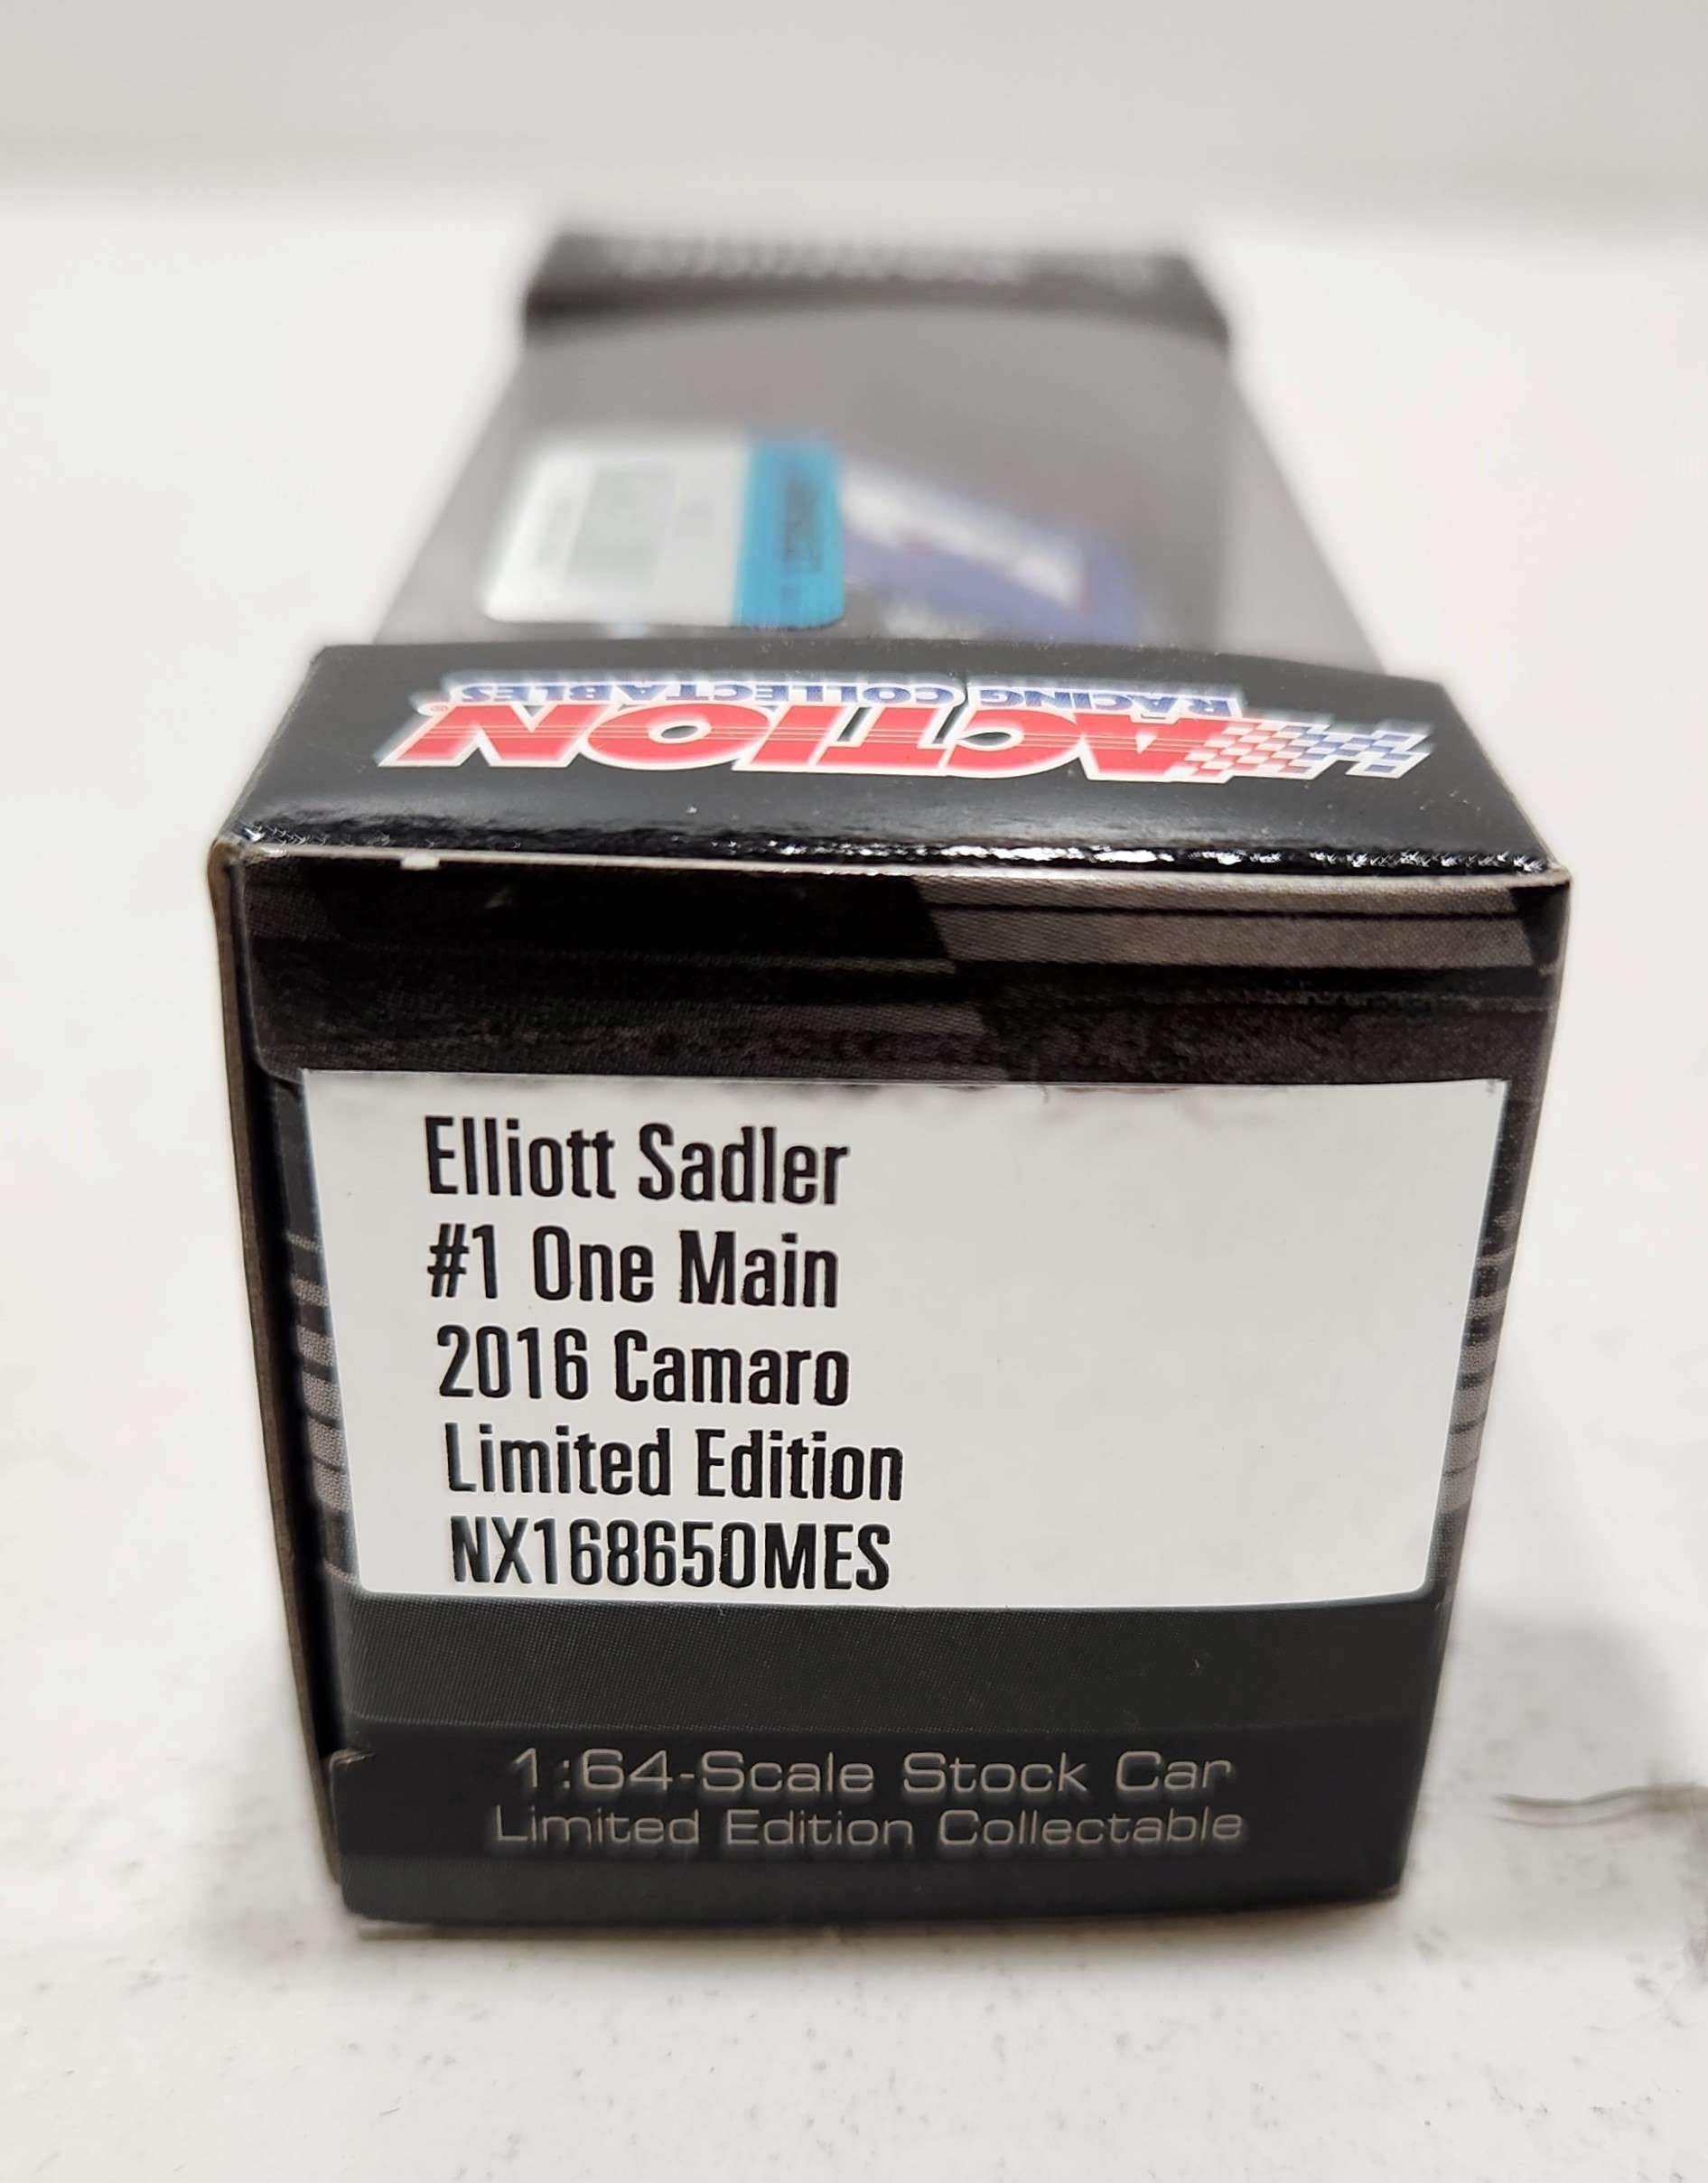 ACTION®
RACING COLLECTABLES
Elliott Sadler
#1 One Main
2016 Camaro
Limited Edition
NX168650MES
1:64-Scale Stock Car
Limited Edition Collectable